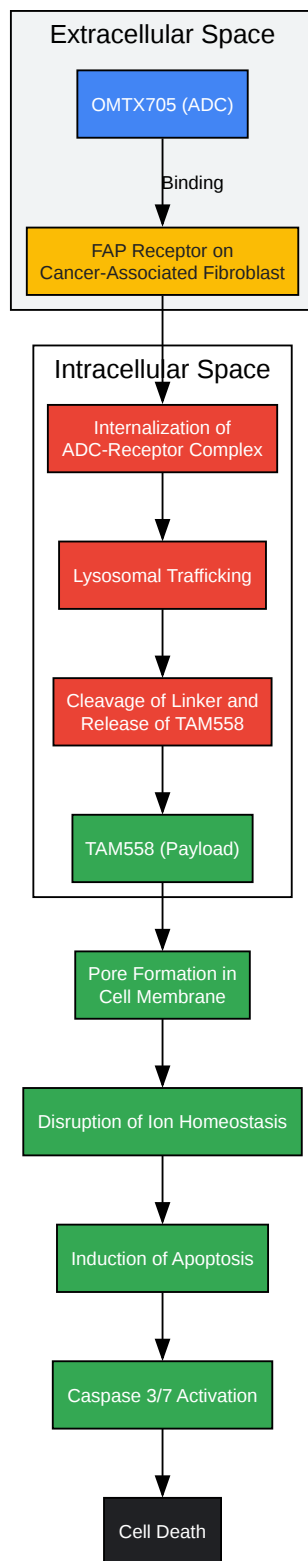 Extracellular Space
OMTX705 (ADC)
Binding
FAP Receptor on
Cancer-Associated Fibroblast
Intracellular Space
Internalization of
ADC-Receptor Complex
Lysosomal Trafficking
Cleavage of Linker and
Release of TAM558
TAM558 (Payload)
Pore Formation in
Cell Membrane
Disruption of Ion Homeostasis
Induction of Apoptosis
Caspase 3/7 Activation
Cell Death